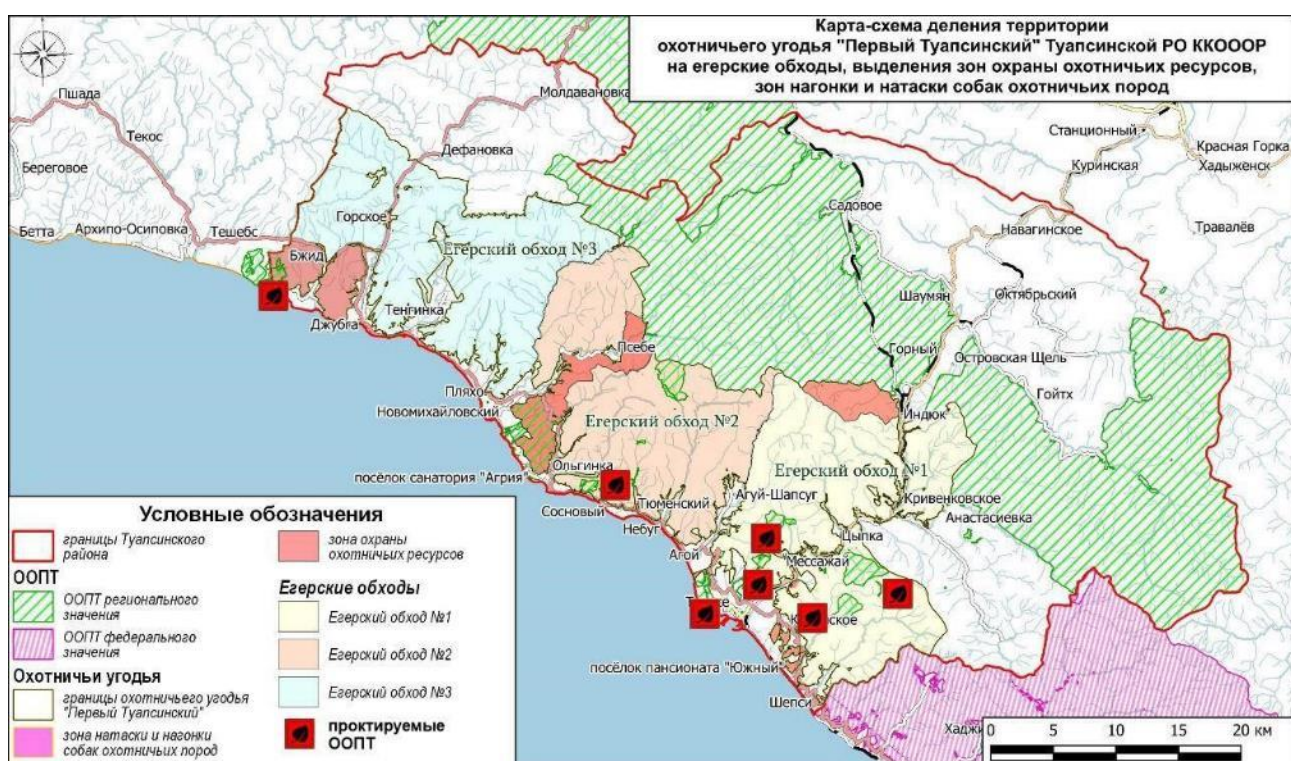 Карта-схема деления территории
охотничьего угодья "Первый Туапсинский" Туапсинской РО ККОООР
на егерские обходы, выделения зон охраны охотничьих ресурсов,
зон нагонки и натаски собак охотничьих пород
Пшада
Молдавановка
Текос
Станционный
Красная Горка
Дефановка
Куринская
Хадыженск
Береговое
Садовое
Горское
Травалёв
Бетта
Архипо-Осиповка
Тешебс
Навагинское
Егерский обход №3
Бжид
Шаумян
Октябрьский
Тенгинка
Джубга
Псебе
Горный
Островская Щель
Пляхо
Гойтх
Новомихайловский
Индюк
Егерский обход №2
Ольгинка
посёлок санатория "Агрия"
Егерский обход №1
Агуй-Шапсуг
Кривенковское
Сосновый
Тюменский
Анастасиевка
Небуг
Цыпка
Агой
Мессажай
посёлок пансионата "Южный"
Шепси
Условные обозначения
границы Туапсинского
района
ООПТ
ООПТ регионального
значения
ООПТ федерального
значения
Охотничьи угодья
границы охотничьего угодья
"Первый Туапсинский"
зона натаски и нагонки
собак охотничьих пород
зона охраны
охотничьих ресурсов
Егерские обходы
Егерский обход №1
Егерский обход №2
Егерский обход №3
проктируемые
ООПТ
0 5 10 15 20 км